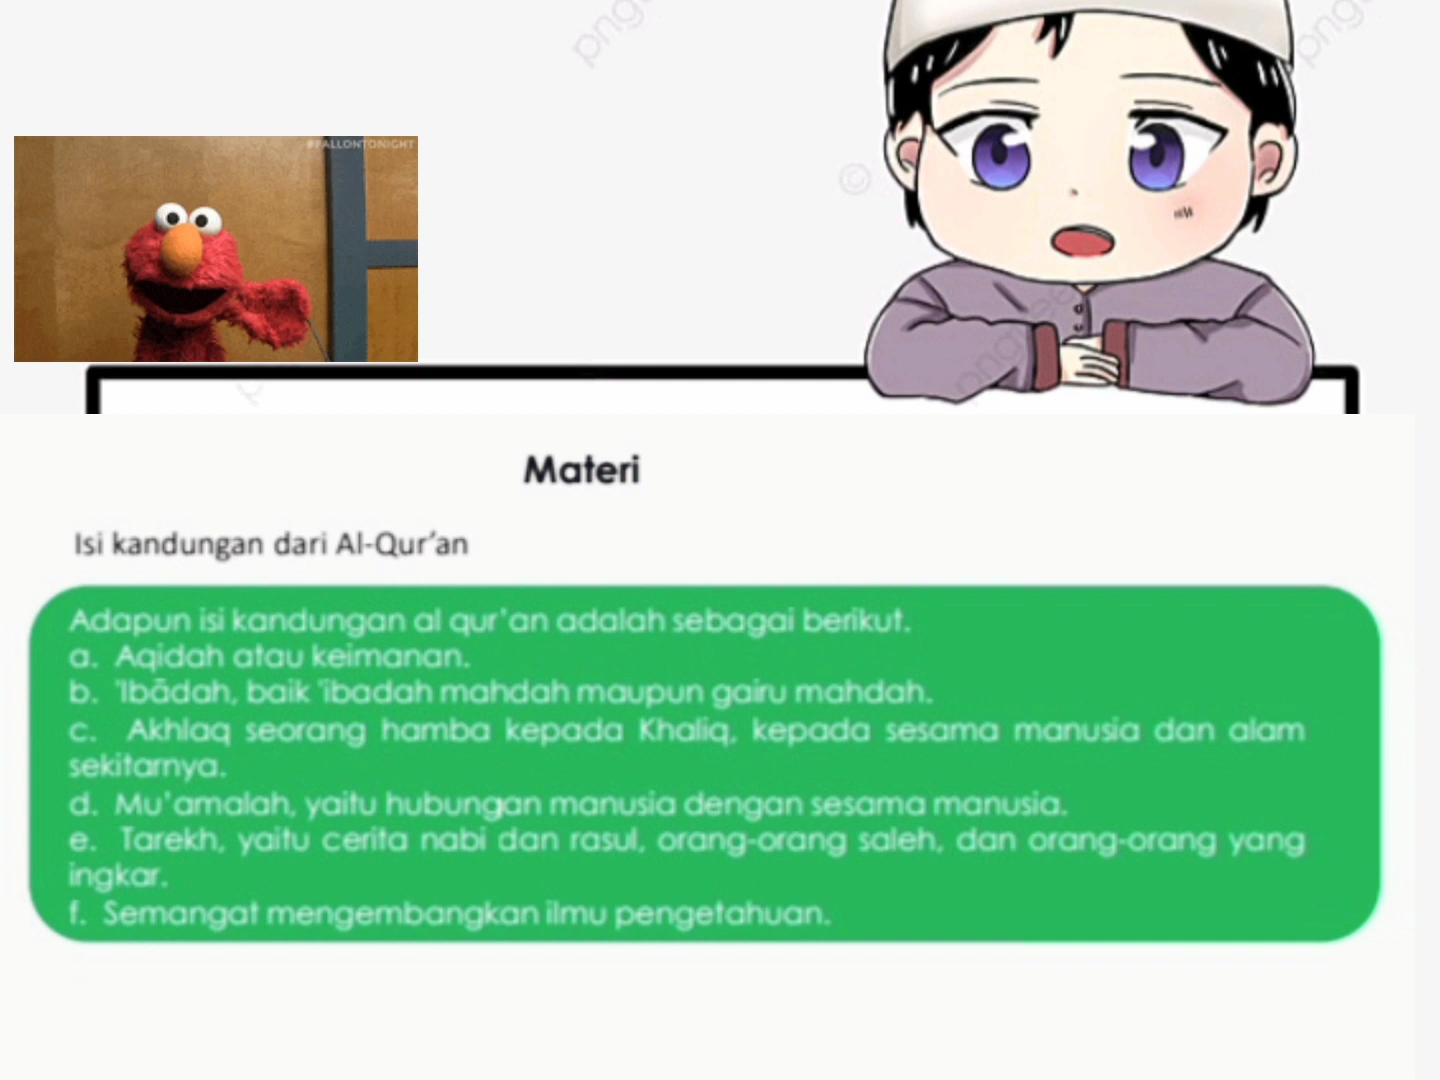 #FALLONTONIGHT
Materi
Isi kandungan dari Al-Qur’an
Adapun isi kandungan al qur’an adalah sebagai berikut.
a. Aqidah atau keimanan.
b. 'Ibādah, baik 'ibadah mahdah maupun gairu mahdah.
c. Akhlaq seorang hamba kepada Khaliq, kepada sesama manusia dan alam
sekitarnya.
d. Mu’amalah, yaitu hubungan manusia dengan sesama manusia.
e. Tarekh, yaitu cerita nabi dan rasul, orang-orang saleh, dan orang-orang yang
ingkar.
f. Semangat mengembangkan ilmu pengetahuan.